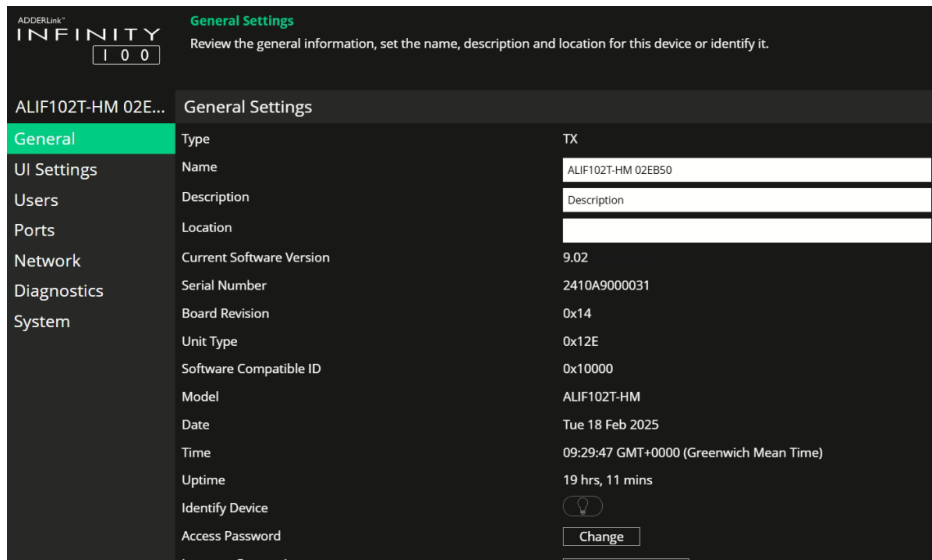 ADDERLink™
INFINITY
100
General Settings
Review the general information, set the name, description and location for this device or identify it.
ALIF102T-HM 02E...
General
UI Settings
Users
Ports
Network
Diagnostics
System
General Settings
Type TX
Name ALIF102T-HM 02EB50
Description Description
Location
Current Software Version 9.02
Serial Number 2410A9000031
Board Revision 0x14
Unit Type 0x12E
Software Compatible ID 0x10000
Model ALIF102T-HM
Date Tue 18 Feb 2025
Time 09:29:47 GMT+0000 (Greenwich Mean Time)
Uptime 19 hrs, 11 mins
Identify Device
Access Password Change